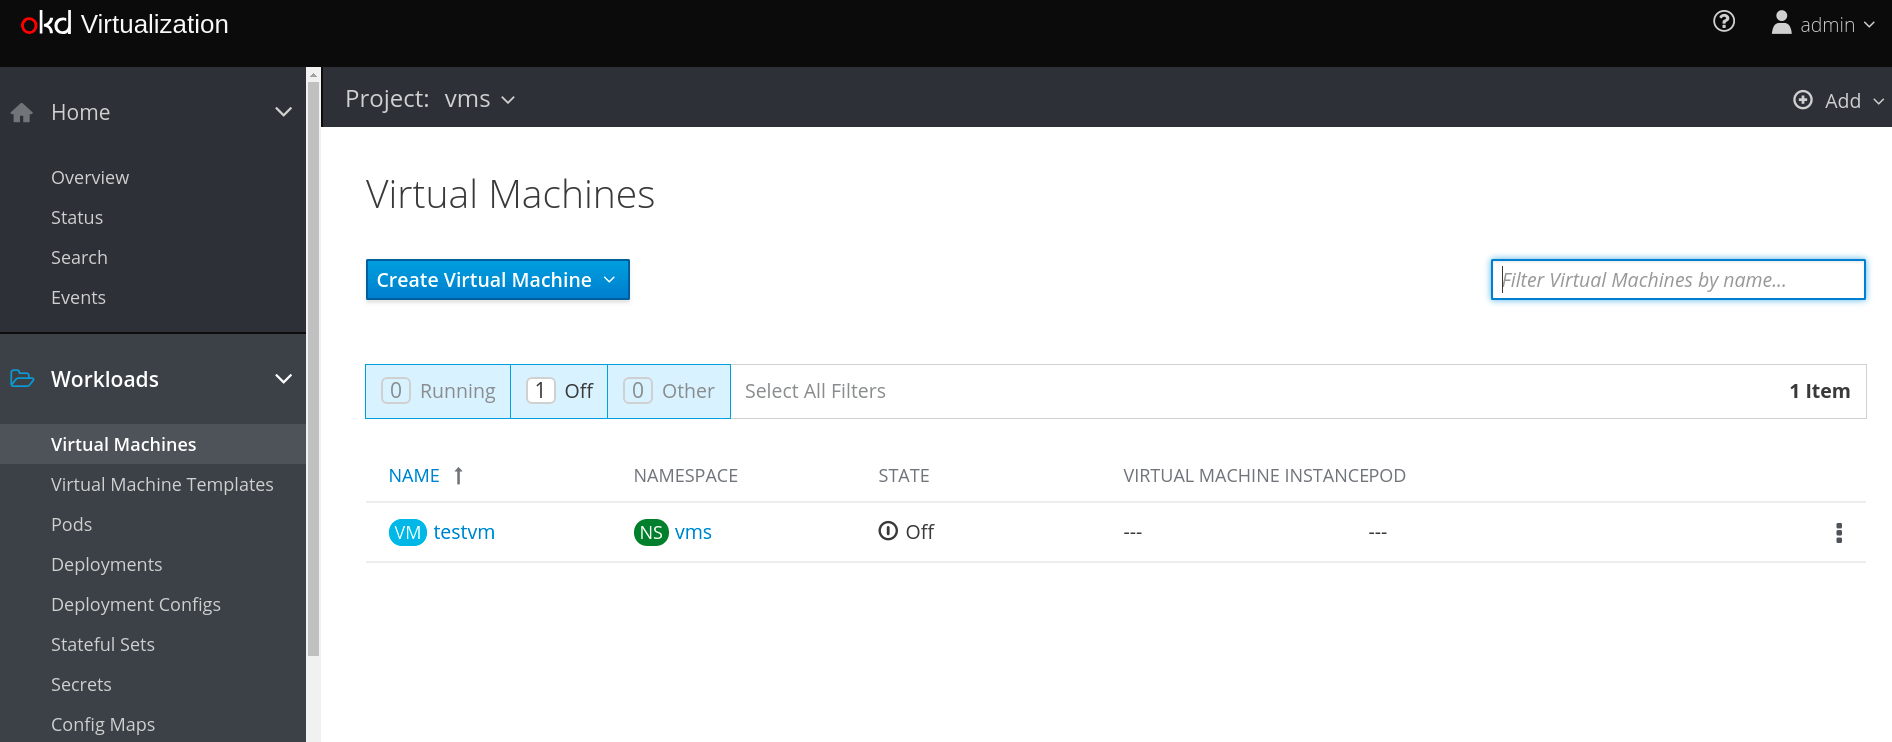 okd Virtualization
admin
Home
Overview
Status
Search
Events
Workloads
Virtual Machines
Virtual Machine Templates
Pods
Deployments
Deployment Configs
Stateful Sets
Secrets
Config Maps
Project: vms
Add
Virtual Machines
Create Virtual Machine
Filter Virtual Machines by name...
0 Running 1 Off 0 Other Select All Filters 1 Item
NAME NAMESPACE STATE VIRTUAL MACHINE INSTANCE POD
VM testvm NS vms Off --- ---